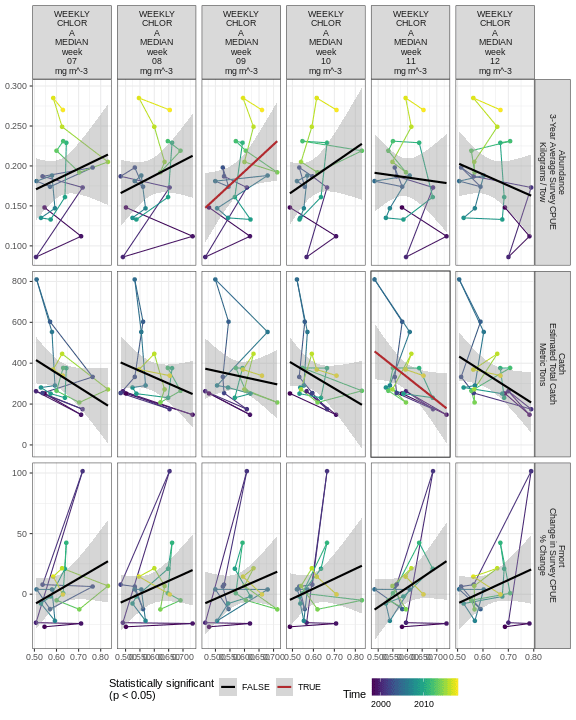 WEEKLY
CHLOR
A
MEDIAN
week
07
mg m^-3
WEEKLY
CHLOR
A
MEDIAN
week
08
mg m^-3
WEEKLY
CHLOR
A
MEDIAN
week
09
mg m^-3
WEEKLY
CHLOR
A
MEDIAN
week
10
mg m^-3
WEEKLY
CHLOR
A
MEDIAN
week
11
mg m^-3
WEEKLY
CHLOR
A
MEDIAN
week
12
mg m^-3
0.300
0.250
0.200
0.150
0.100
Abundance
3-Year Average Survey CPUE
Kilograms / Tow
800
600
400
200
0
Catch
Estimated Total Catch
Metric Tons
100
50
0
Fmort
Change in Survey CPUE
% Change
0.50 0.60 0.70 0.80
0.50 0.60 0.70 0.80
Statistically significant
(p < 0.05)
FALSE
TRUE
Time
2000
2010